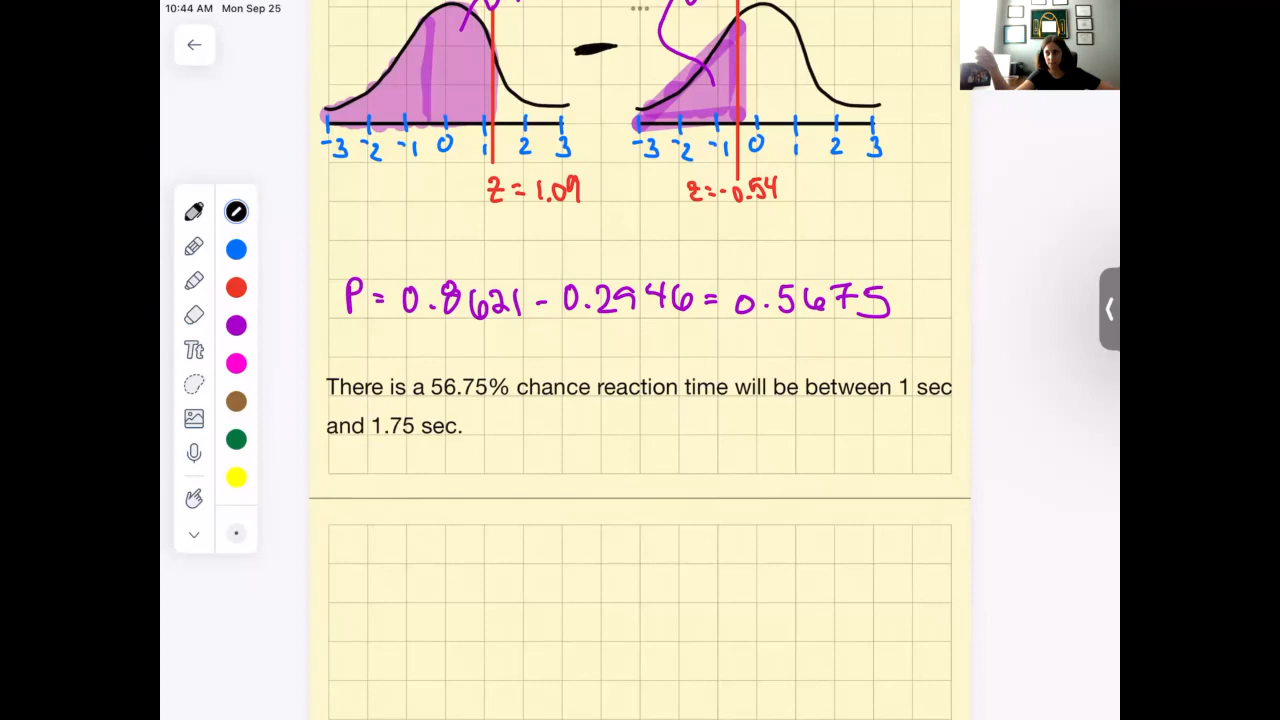 10:44 AM Mon Sep 25
-3 -2 -1 0 1 2 3
-3 -2 -1 0 1 2 3
z = 1.09
z = -0.54
P = 0.8621 - 0.2946 = 0.5675
There is a 56.75% chance reaction time will be between 1 sec
and 1.75 sec.
Tt